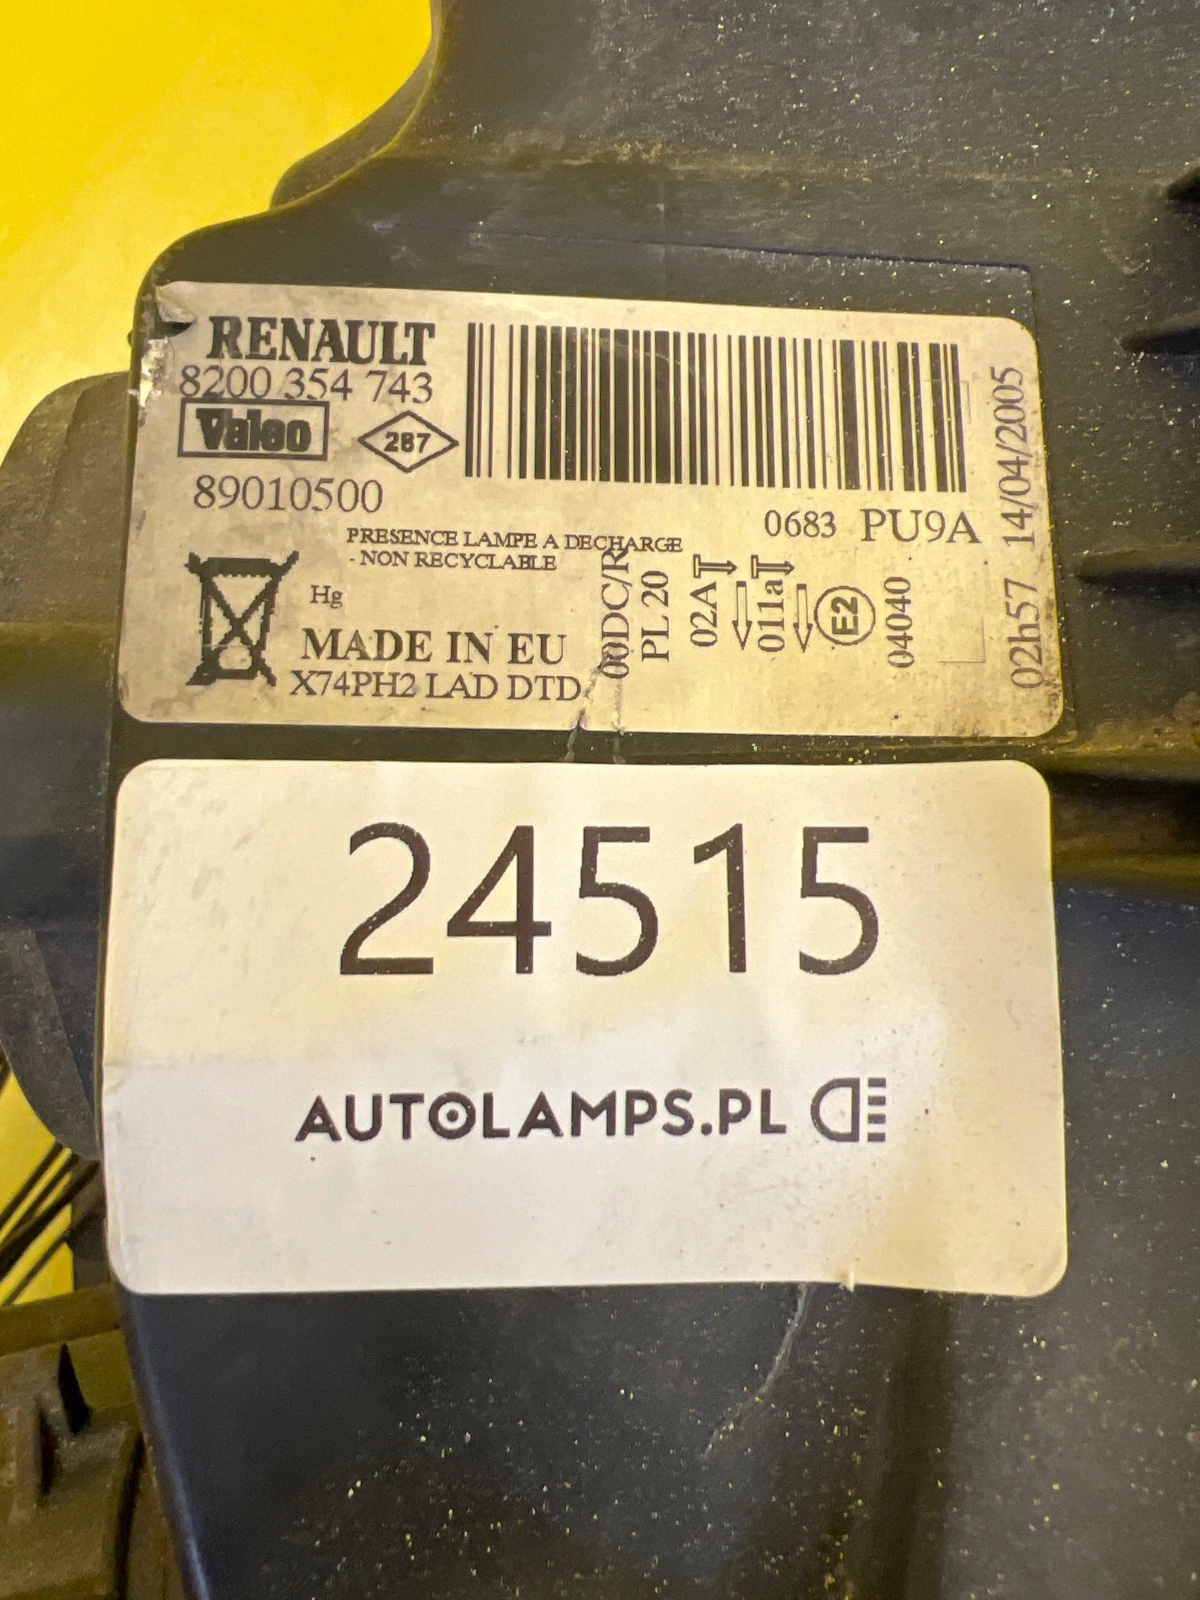 RENAULT
8200 354 743
Valeo
287
89010500
0683 PU9A
PRESENCE LAMPE A DECHARGE
- NON RECYCLABLE
Hg
MADE IN EU
X74PH2 LAD DTD
00DC/R
PL 20
02A
011a
E2
04040
02h57 14/04/2005
24515
AUTOLAMPS.PL